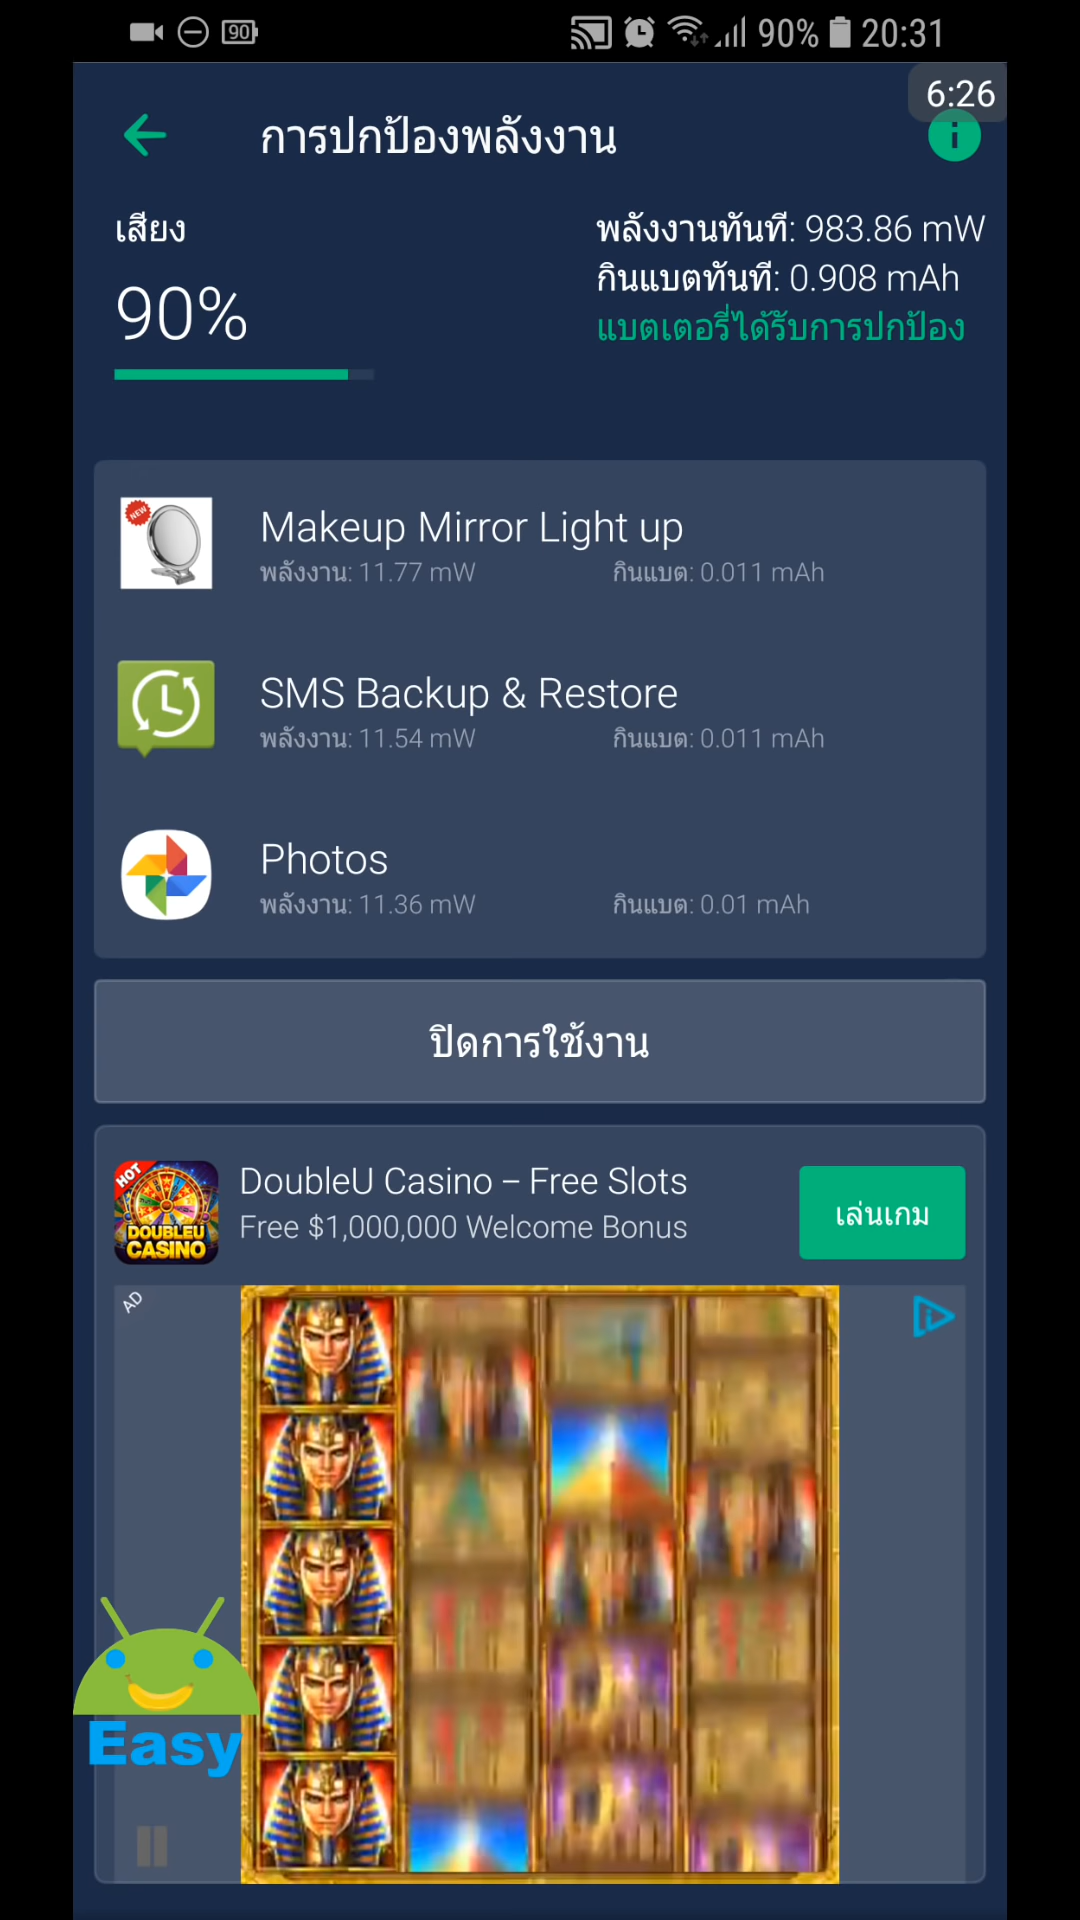 90 90% 20:31
6:26
การปกป้องพลังงาน
i
เสียง
90%
พลังงานทันที: 983.86 mW
กินแบตทันที: 0.908 mAh
แบตเตอรี่ได้รับการปกป้อง
NEW
Makeup Mirror Light up
พลังงาน: 11.77 mW กินแบต: 0.011 mAh
SMS Backup & Restore
พลังงาน: 11.54 mW กินแบต: 0.011 mAh
Photos
พลังงาน: 11.36 mW กินแบต: 0.01 mAh
ปิดการใช้งาน
HOT
DOUBLEU
CASINO
DoubleU Casino – Free Slots
Free $1,000,000 Welcome Bonus
เล่นเกม
AD
Easy